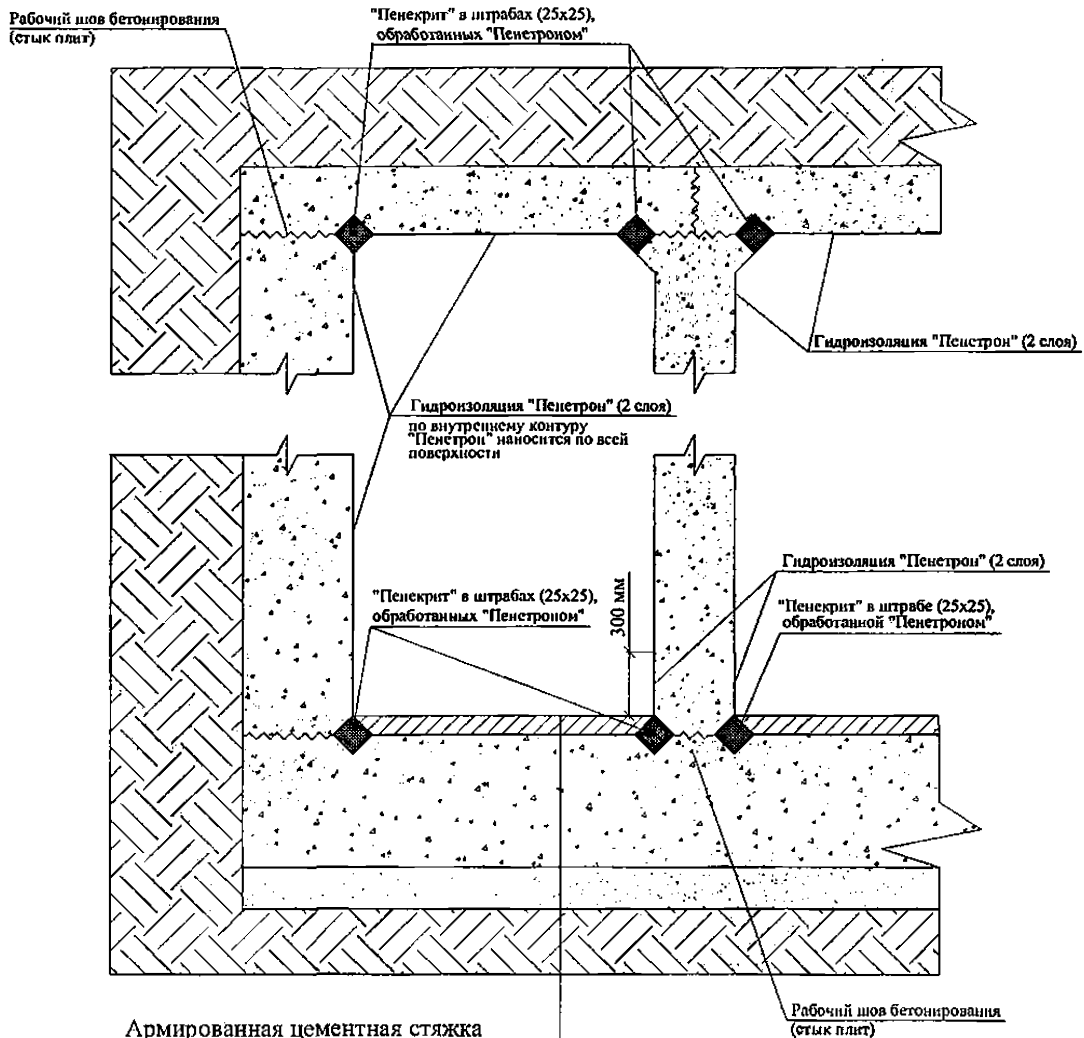 Рабочий шов бетонирования
(стык плит)
"Пенекрит" в штрабах (25х25),
обработанных "Пенетроном"
Гидроизоляция "Пенетрон" (2 слоя)
Гидроизоляция "Пенетрон" (2 слоя)
по внутреннему контуру
"Пенетрон" наносится по всей
поверхности
Гидроизоляция "Пенетрон" (2 слоя)
"Пенекрит" в штрабах (25х25),
обработанных "Пенетроном"
300 мм
"Пенекрит" в штрабе (25х25),
обработанной "Пенетроном"
Рабочий шов бетонирования
(стык плит)
Армированная цементная стяжка